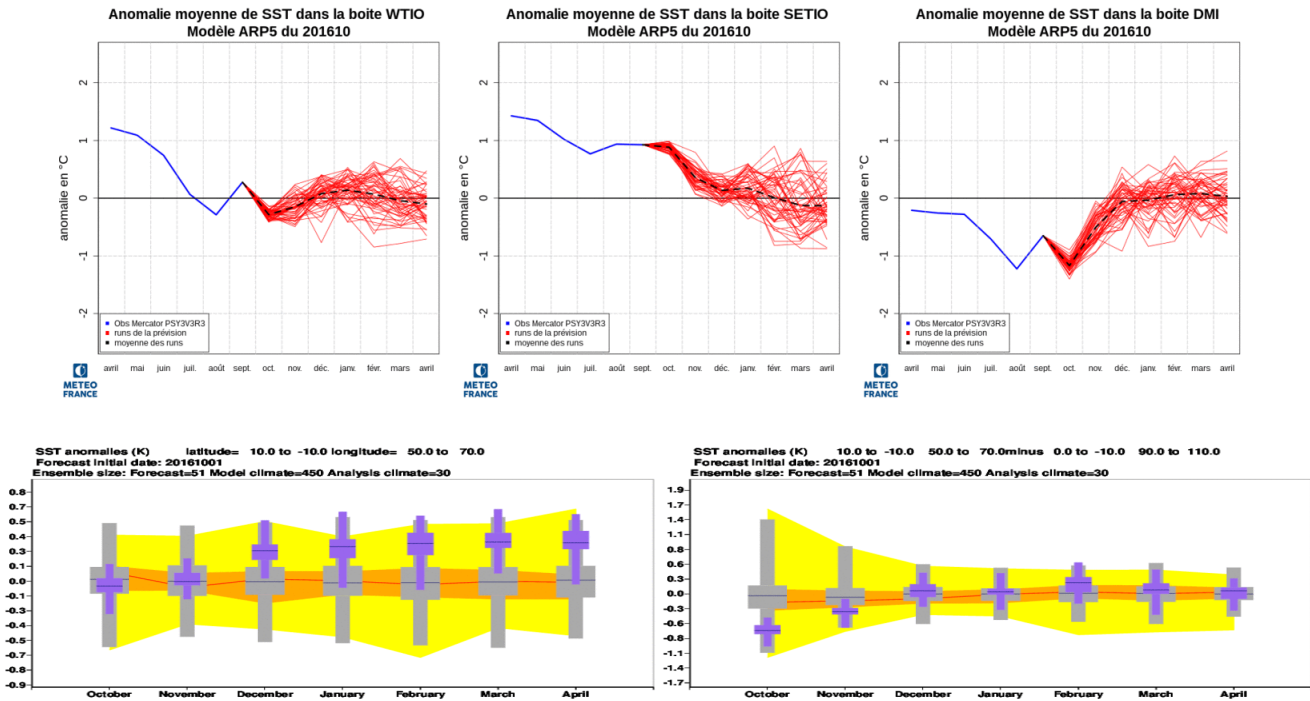 Anomalie moyenne de SST dans la boite WTIO
Modèle ARP5 du 201610
anomalie en °C
2
1
0
-1
-2
Obs Mercator PSY3V3R3
runs de la prévision
moyenne des runs
avril mai juin juil. août sept. oct. nov. déc. janv. févr. mars avril
METEO
FRANCE
Anomalie moyenne de SST dans la boite SETIO
Modèle ARP5 du 201610
anomalie en °C
2
1
0
-1
-2
Obs Mercator PSY3V3R3
runs de la prévision
moyenne des runs
avril mai juin juil. août sept. oct. nov. déc. janv. févr. mars avril
METEO
FRANCE
Anomalie moyenne de SST dans la boite DMI
Modèle ARP5 du 201610
anomalie en °C
2
1
0
-1
-2
Obs Mercator PSY3V3R3
runs de la prévision
moyenne des runs
avril mai juin juil. août sept. oct. nov. déc. janv. févr. mars avril
METEO
FRANCE
SST anomalies (K) latitude= 10.0 to -10.0 longitude= 50.0 to 70.0
Forecast initial date: 20161001
Ensemble size: Forecast=51 Model climate=450 Analysis climate=30
0.8
0.7
0.5
0.4
0.3
0.1
0.0
-0.1
-0.3
-0.4
-0.5
-0.7
-0.8
-0.9
October November December January February March April
SST anomalies (K) 10.0 to -10.0 50.0 to 70.0minus 0.0 to -10.0 90.0 to 110.0
Forecast initial date: 20161001
Ensemble size: Forecast=51 Model climate=450 Analysis climate=30
1.9
1.7
1.4
1.1
0.8
0.6
0.3
0.0
-0.3
-0.6
-0.8
-1.1
-1.4
-1.7
October November December January February March April